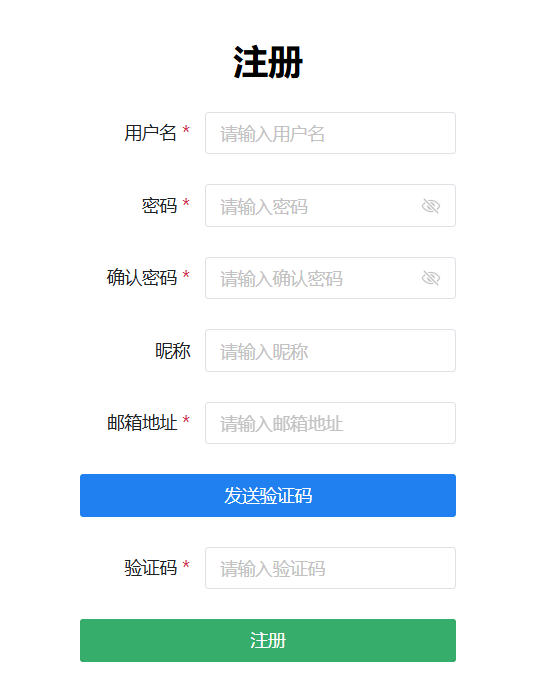 注册
用户名 * 请输入用户名
密码 * 请输入密码
确认密码 * 请输入确认密码
昵称 请输入昵称
邮箱地址 * 请输入邮箱地址
发送验证码
验证码 * 请输入验证码
注册